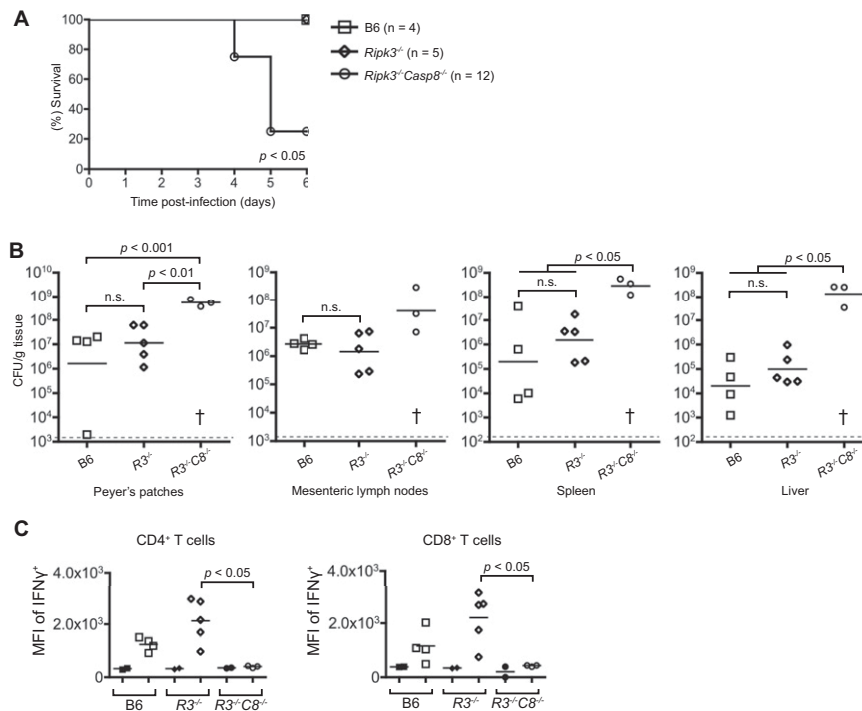 A
100
80
60
40
20
0
(%) Survival
0 1 2 3 4 5 6
Time post-infection (days)
p < 0.05
B6 (n = 4)
Ripk3-/- (n = 5)
Ripk3-/-Casp8-/- (n = 12)
B
CFU/g tissue
p < 0.001
p < 0.01
n.s.
10^10
10^9
10^8
10^7
10^6
10^5
10^4
10^3
†
B6 R3-/- R3-/-C8-/-
Peyer's patches
n.s.
10^9
10^8
10^7
10^6
10^5
10^4
10^3
†
B6 R3-/- R3-/-C8-/-
Mesenteric lymph nodes
p < 0.05
n.s.
10^9
10^8
10^7
10^6
10^5
10^4
10^3
10^2
†
B6 R3-/- R3-/-C8-/-
Spleen
p < 0.05
n.s.
10^9
10^8
10^7
10^6
10^5
10^4
10^3
10^2
†
B6 R3-/- R3-/-C8-/-
Liver
C
CD4+ T cells
MFI of IFNγ+
4.0x10^3
2.0x10^3
0
p < 0.05
B6 R3-/- R3-/-C8-/-
CD8+ T cells
MFI of IFNγ+
4.0x10^3
2.0x10^3
0
p < 0.05
B6 R3-/- R3-/-C8-/-